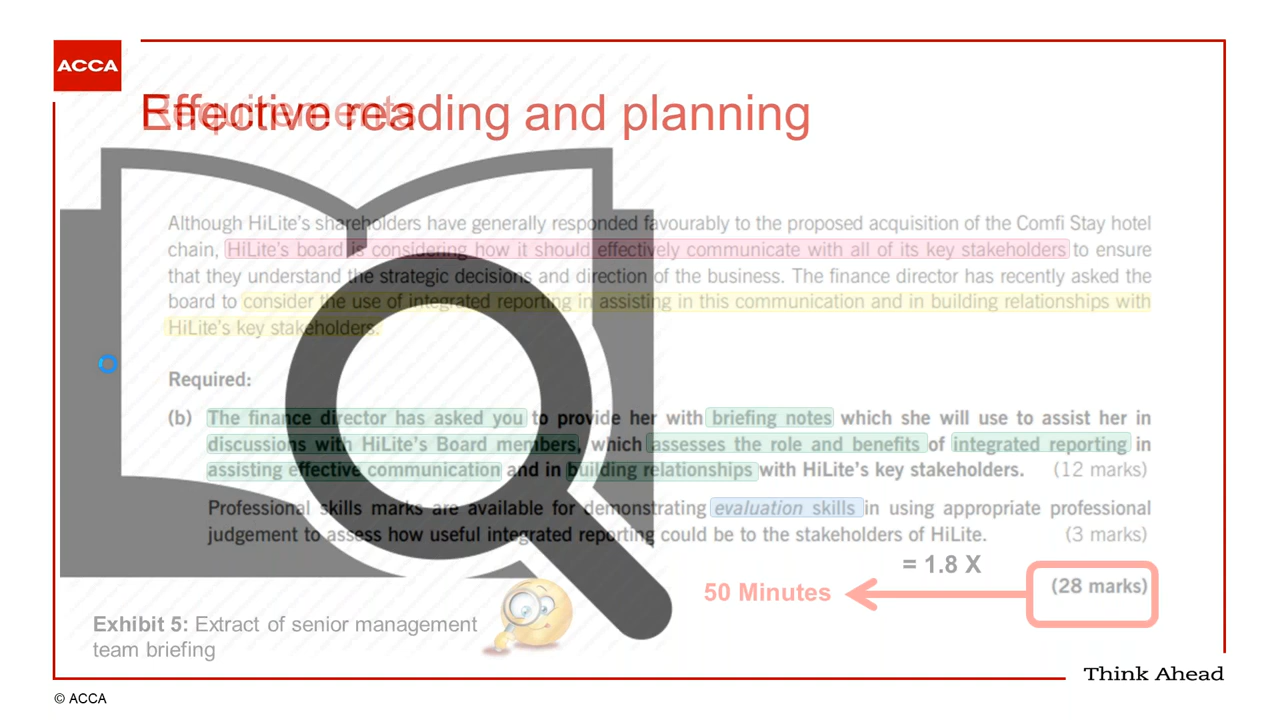 ACCA
Effective reading and planning
Requirements
Although HiLite's shareholders have generally responded favourably to the proposed acquisition of the Comfi Stay hotel
chain, HiLite's board is considering how it should effectively communicate with all of its key stakeholders to ensure
that they understand the strategic decisions and direction of the business. The finance director has recently asked the
board to consider the use of integrated reporting in assisting in this communication and in building relationships with
HiLite's key stakeholders.
Required:
(b) The finance director has asked you to provide her with briefing notes which she will use to assist her in
discussions with HiLite's Board members, which assesses the role and benefits of integrated reporting in
assisting effective communication and in building relationships with HiLite's key stakeholders. (12 marks)
Professional skills marks are available for demonstrating evaluation skills in using appropriate professional
judgement to assess how useful integrated reporting could be to the stakeholders of HiLite. (3 marks)
= 1.8 X
50 Minutes
(28 marks)
Exhibit 5: Extract of senior management
team briefing
Think Ahead
© ACCA